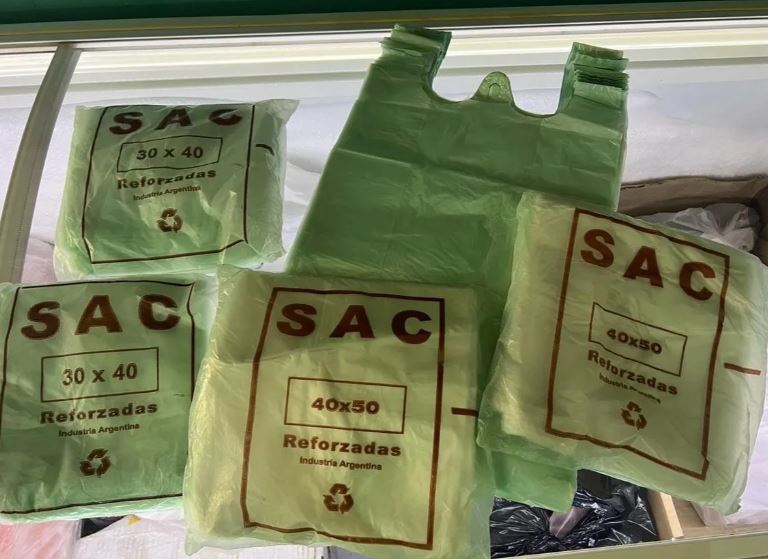 SAC
30 x 40
Reforzadas
Industria Argentina
SAC
30 x 40
Reforzadas
Industria Argentina
SAC
40x50
Reforzadas
Industria Argentina
SAC
40x50
Reforzadas
Industria Argentina